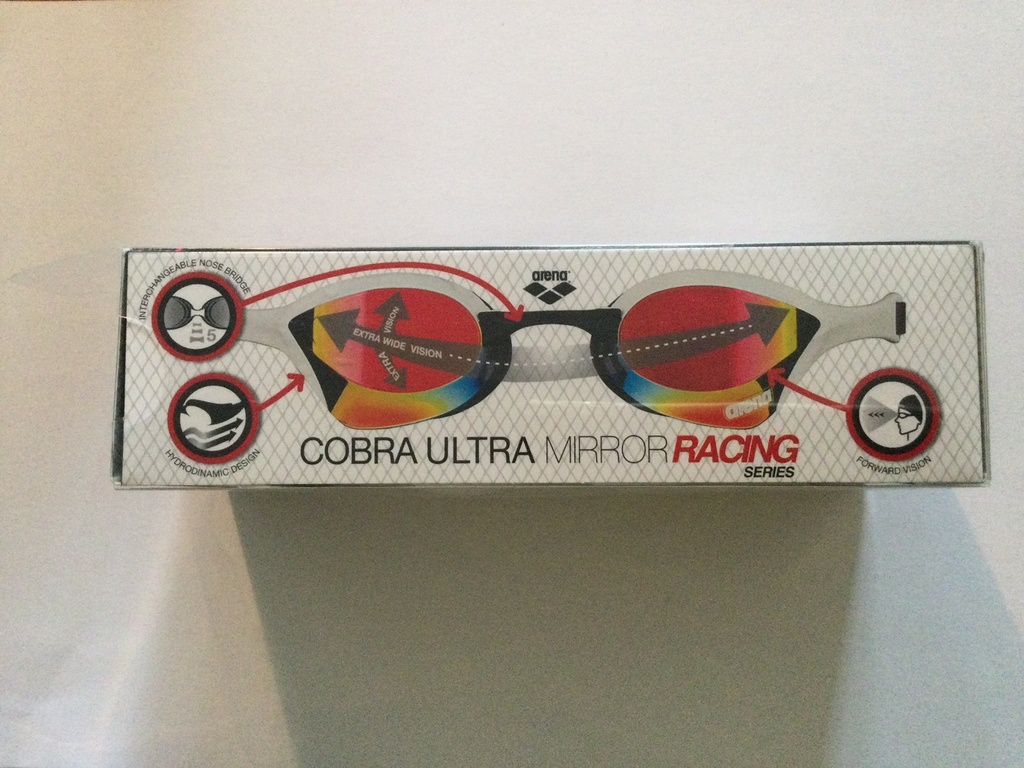 INTERCHANGEABLE NOSE BRIDGE
5
arena
EXTRA WIDE VISION
EXTRA VISION
arena
HYDRODINAMIC DESIGN
FORWARD VISION
COBRA ULTRA MIRROR RACING
SERIES